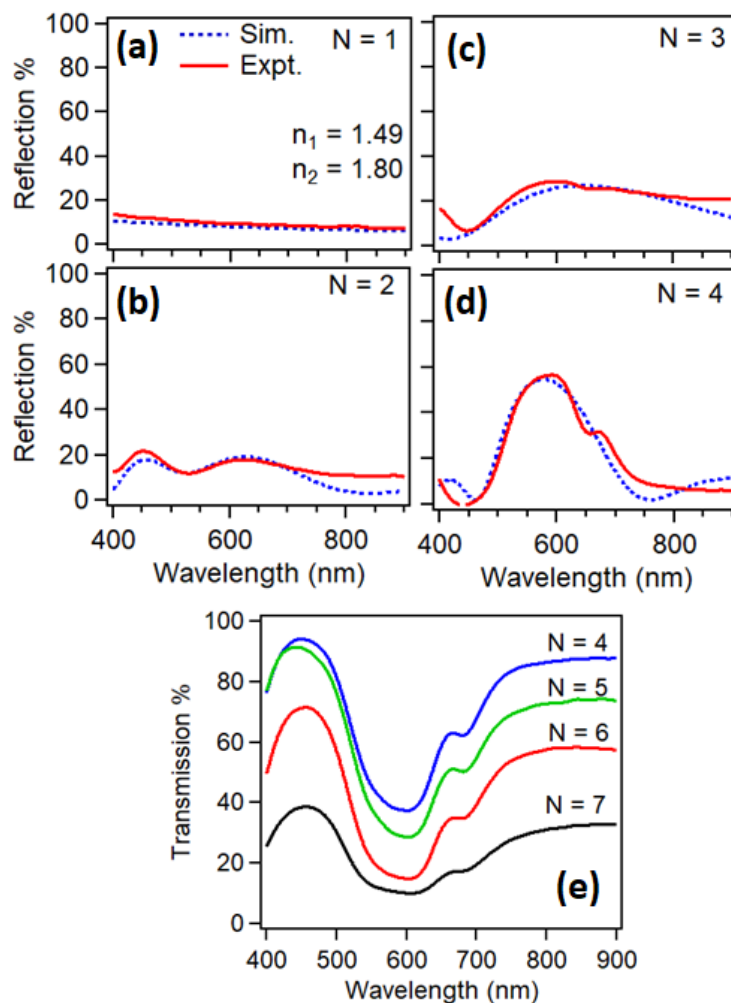 100
80
60
40
20
0
Reflection %
(a)
Sim.
Expt.
N = 1
n₁ = 1.49
n₂ = 1.80
(c)
N = 3
100
80
60
40
20
0
Reflection %
(b)
N = 2
(d)
N = 4
400 600 800
400 600 800
Wavelength (nm)
Wavelength (nm)
100
80
60
40
20
0
Transmission %
N = 4
N = 5
N = 6
N = 7
(e)
400 500 600 700 800 900
Wavelength (nm)